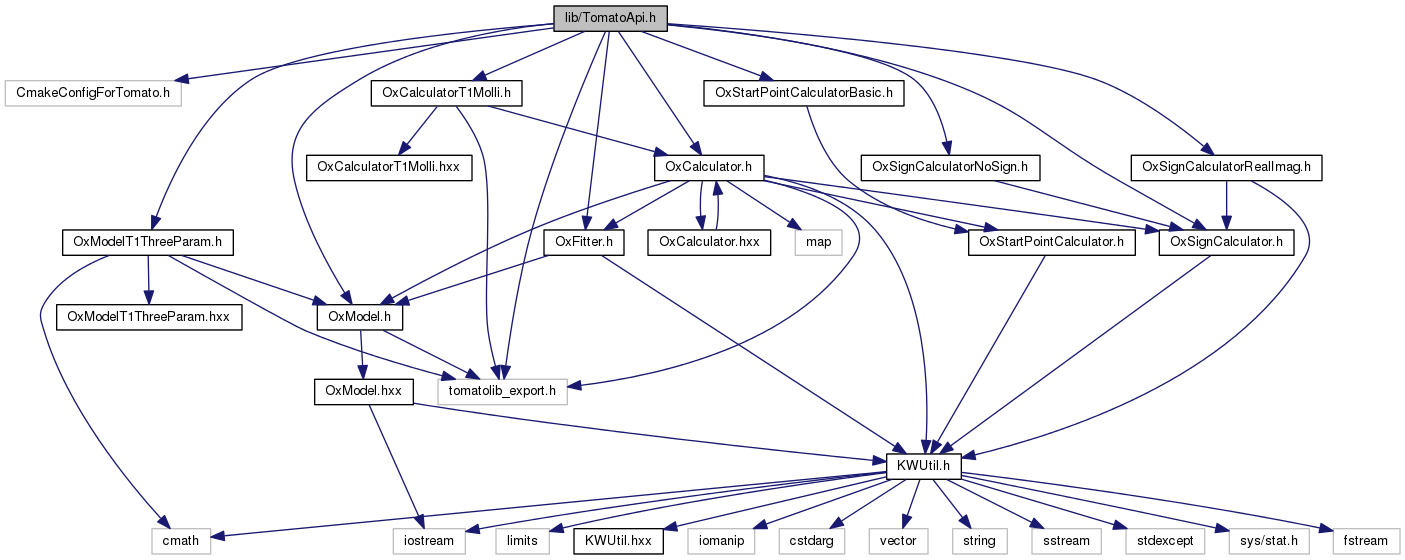 lib/TomatoApi.h
CmakeConfigForTomato.h
OxCalculatorT1Molli.h
OxStartPointCalculatorBasic.h
OxCalculatorT1Molli.hxx
OxCalculator.h
OxSignCalculatorNoSign.h
OxSignCalculatorRealImag.h
OxModelT1ThreeParam.h
OxFitter.h
OxCalculator.hxx
map
OxStartPointCalculator.h
OxSignCalculator.h
OxModelT1ThreeParam.hxx
OxModel.h
OxModel.hxx
tomatolib_export.h
KWUtil.h
cmath
iostream
limits
KWUtil.hxx
iomanip
cstdarg
vector
string
sstream
stdexcept
sys/stat.h
fstream